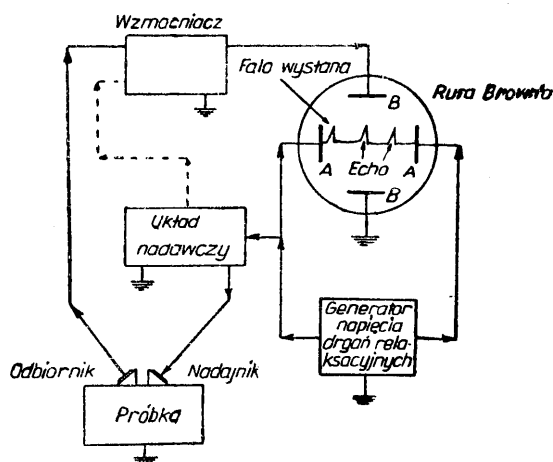 Wzmacniacz
Fala wysłana
Rura Browna
B
A
Echo
A
B
Układ
nadawczy
Generator
napięcia
drgań rela-
ksacyjnych
Odbiornik
Nadajnik
Próbka